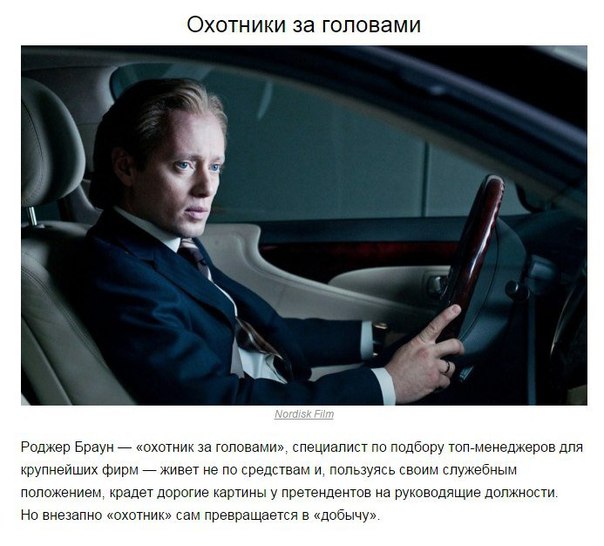 Охотники за головами
Nordisk Film
Роджер Браун — «охотник за головами», специалист по подбору топ-менеджеров для
крупнейших фирм — живет не по средствам и, пользуясь своим служебным
положением, крадет дорогие картины у претендентов на руководящие должности.
Но внезапно «охотник» сам превращается в «добычу».